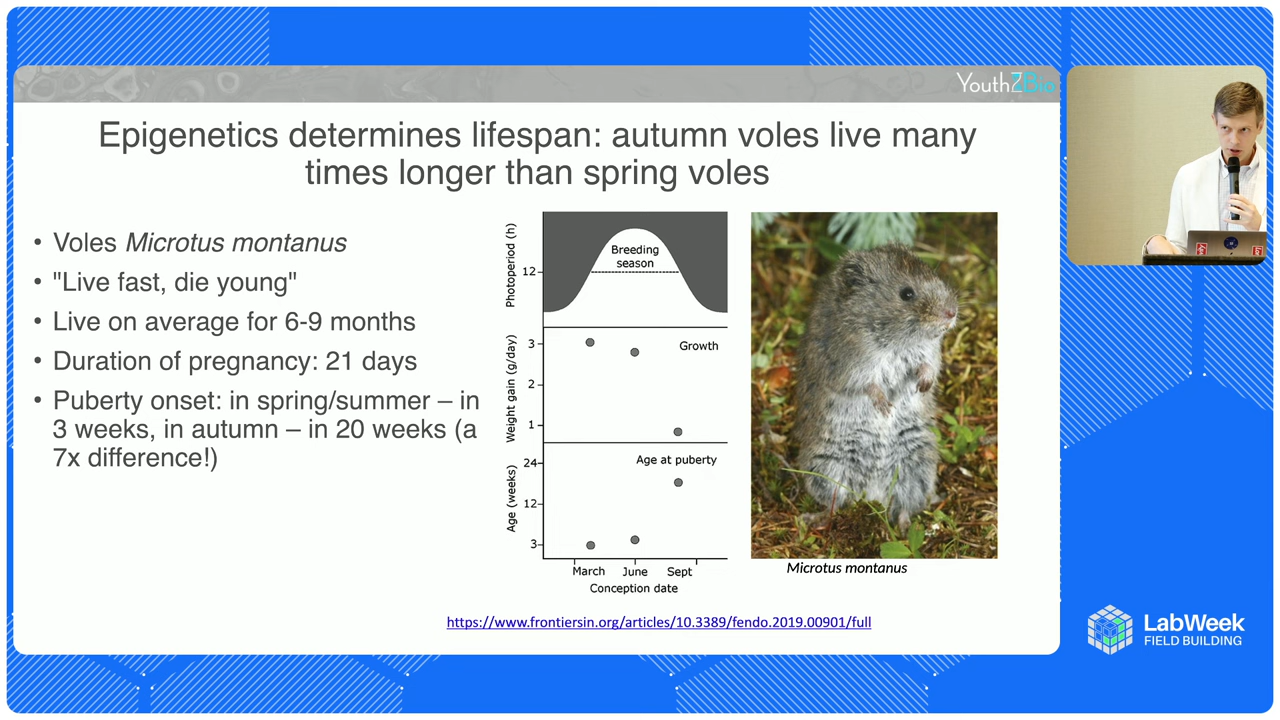 YouthZBio
Epigenetics determines lifespan: autumn voles live many
times longer than spring voles
• Voles Microtus montanus
• "Live fast, die young"
• Live on average for 6-9 months
• Duration of pregnancy: 21 days
• Puberty onset: in spring/summer – in
3 weeks, in autumn – in 20 weeks (a
7x difference!)
Photoperiod (h)
12
Breeding
season
Weight gain (g/day)
3
2
1
Growth
Age (weeks)
24
12
3
Age at puberty
March June Sept
Conception date
Microtus montanus
https://www.frontiersin.org/articles/10.3389/fendo.2019.00901/full
LabWeek
FIELD BUILDING